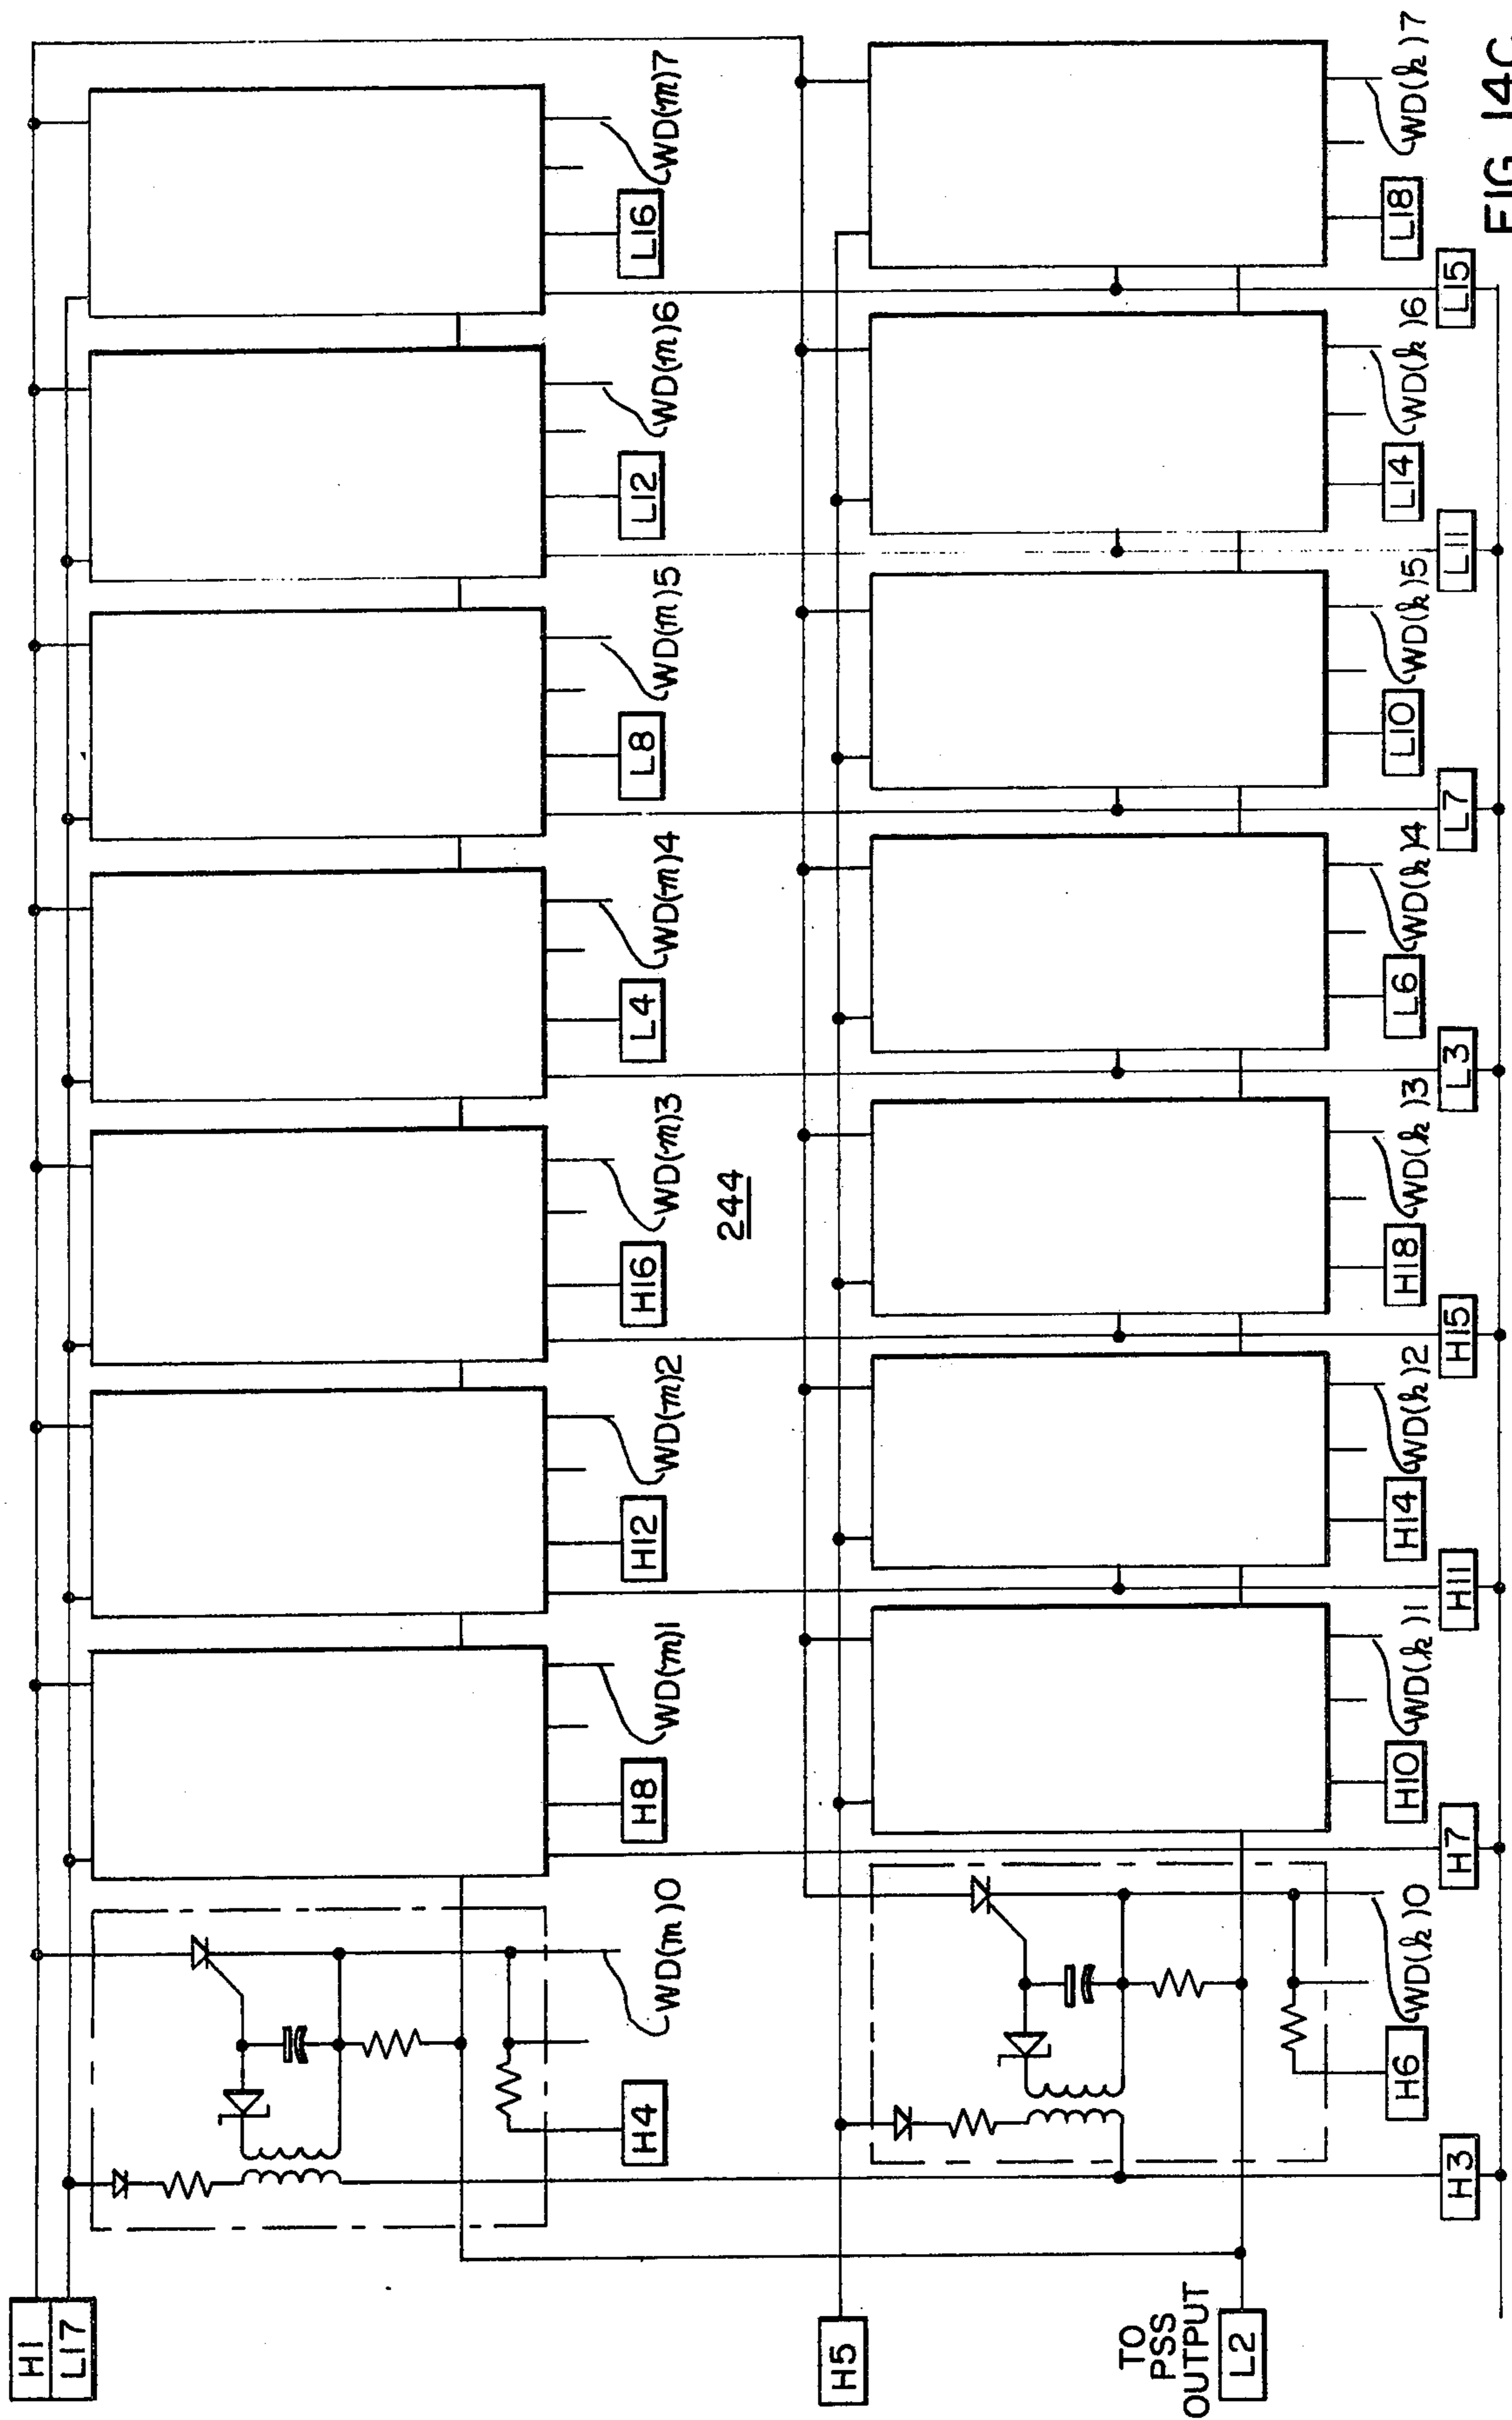 H1
L17
H4
WD(m)0
H8
WD(m)1
H12
WD(m)2
H16
WD(m)3
L4
WD(m)4
L8
WD(m)5
L12
WD(m)6
L16
WD(m)7
244
H5
TO
PSS
OUTPUT
L2
H6
WD(k)0
H10
WD(k)1
H14
WD(k)2
H18
WD(k)3
L6
WD(k)4
L10
WD(k)5
L14
WD(k)6
L18
WD(k)7
H3
H7
H11
H15
L3
L7
L11
L15
FIG. 14C